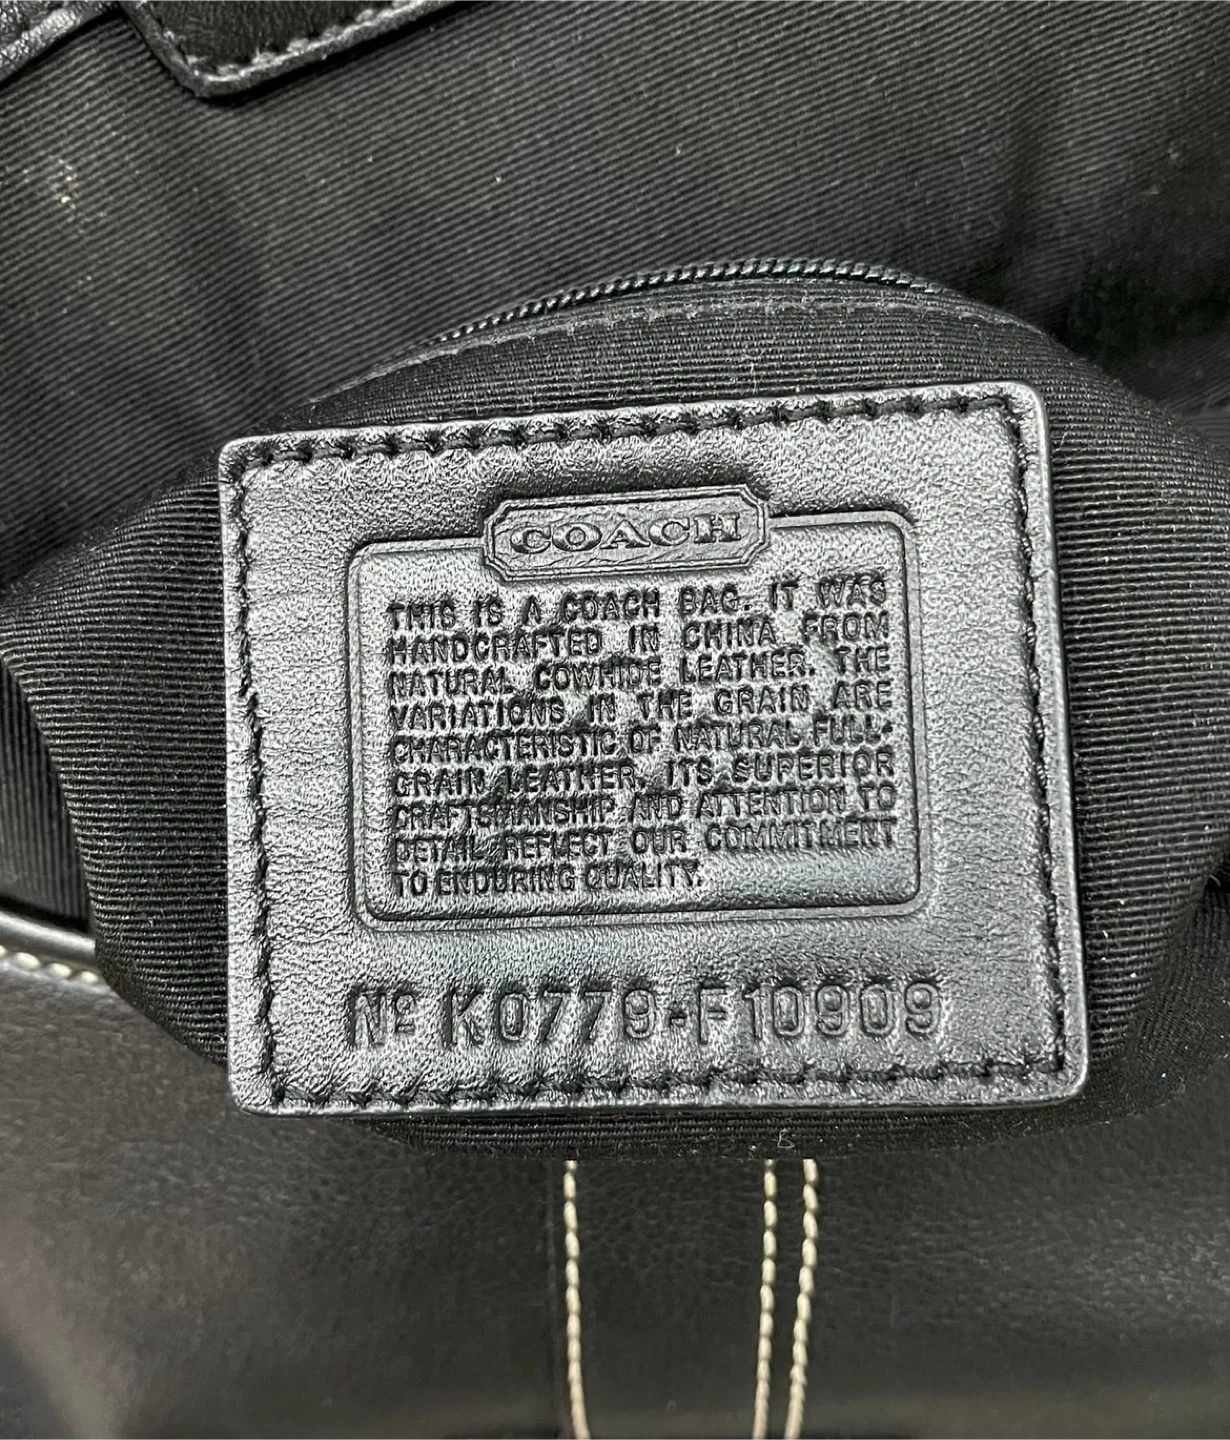 COACH
THIS IS A COACH BAG. IT WAS
HANDCRAFTED IN CHINA FROM
NATURAL COWHIDE LEATHER. THE
VARIATIONS IN THE GRAIN ARE
CHARACTERISTIC OF NATURAL FULL-
GRAIN LEATHER. ITS SUPERIOR
CRAFTSMANSHIP AND ATTENTION TO
DETAIL REFLECT OUR COMMITMENT
TO ENDURING QUALITY.
Nº K0779-F10909